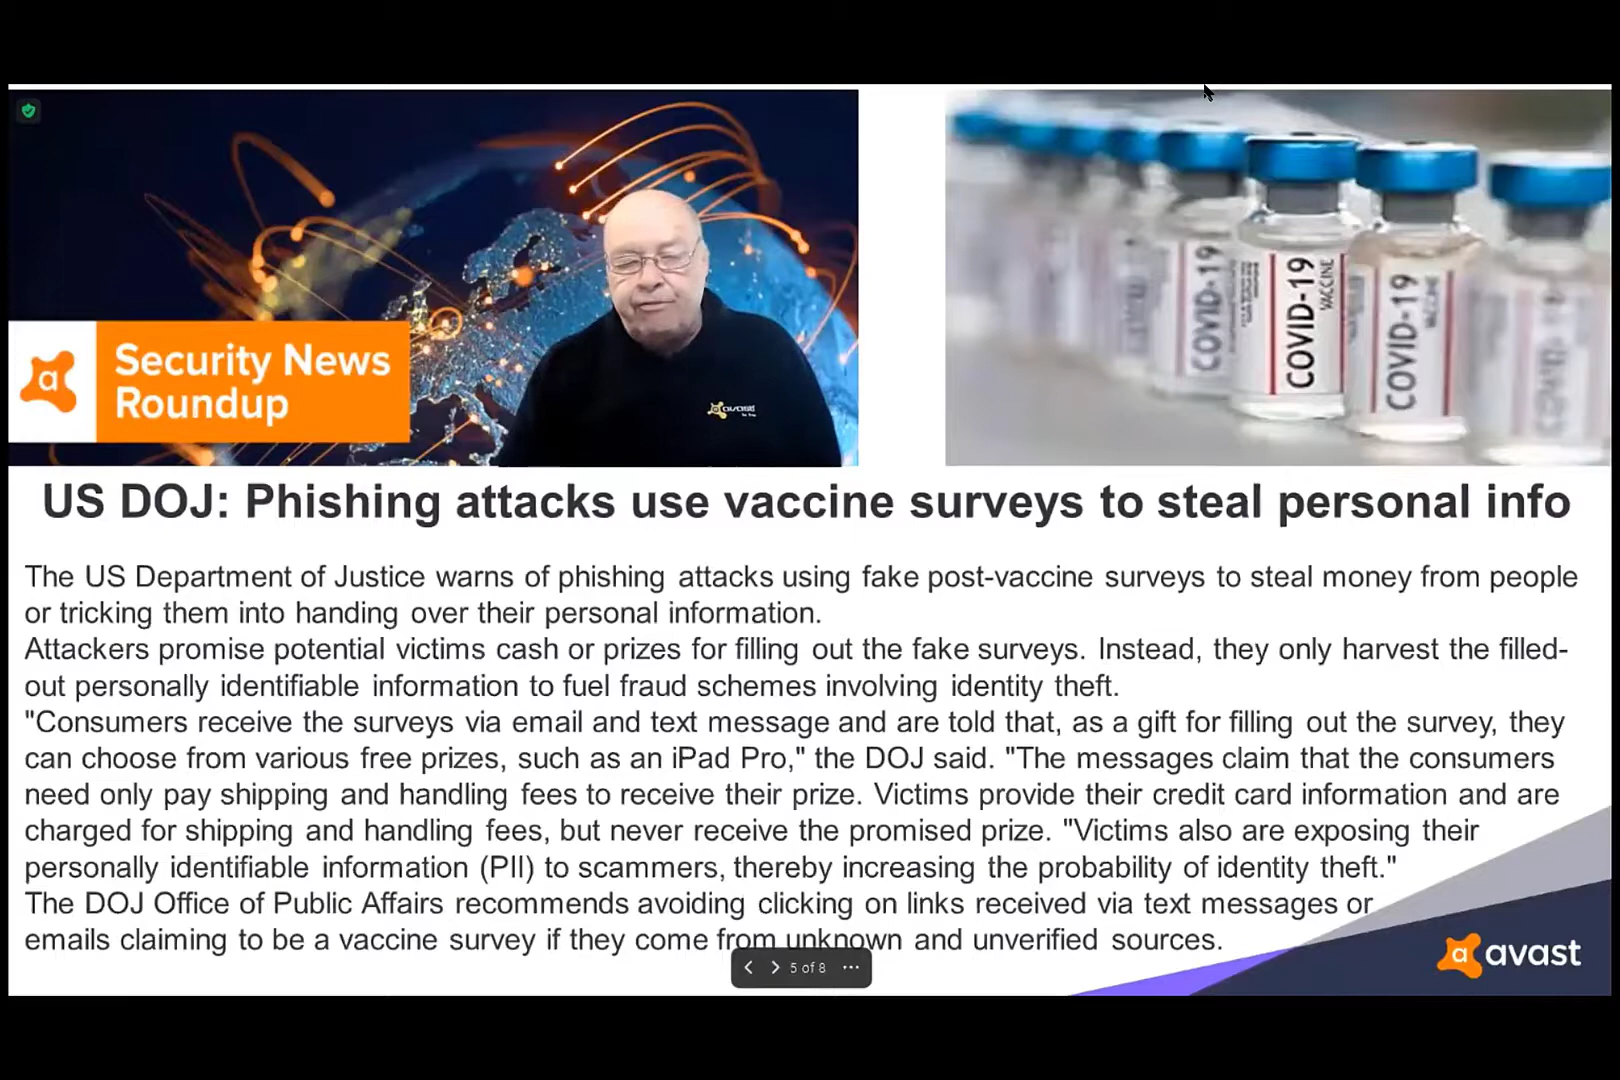 Security News
Roundup
a
avast
COVID-19
COVID-19
VACCINE
COVID-19
US DOJ: Phishing attacks use vaccine surveys to steal personal info
The US Department of Justice warns of phishing attacks using fake post-vaccine surveys to steal money from people
or tricking them into handing over their personal information.
Attackers promise potential victims cash or prizes for filling out the fake surveys. Instead, they only harvest the filled-
out personally identifiable information to fuel fraud schemes involving identity theft.
"Consumers receive the surveys via email and text message and are told that, as a gift for filling out the survey, they
can choose from various free prizes, such as an iPad Pro," the DOJ said. "The messages claim that the consumers
need only pay shipping and handling fees to receive their prize. Victims provide their credit card information and are
charged for shipping and handling fees, but never receive the promised prize. "Victims also are exposing their
personally identifiable information (PII) to scammers, thereby increasing the probability of identity theft."
The DOJ Office of Public Affairs recommends avoiding clicking on links received via text messages or
emails claiming to be a vaccine survey if they come from unknown and unverified sources.
5 of 8
a avast